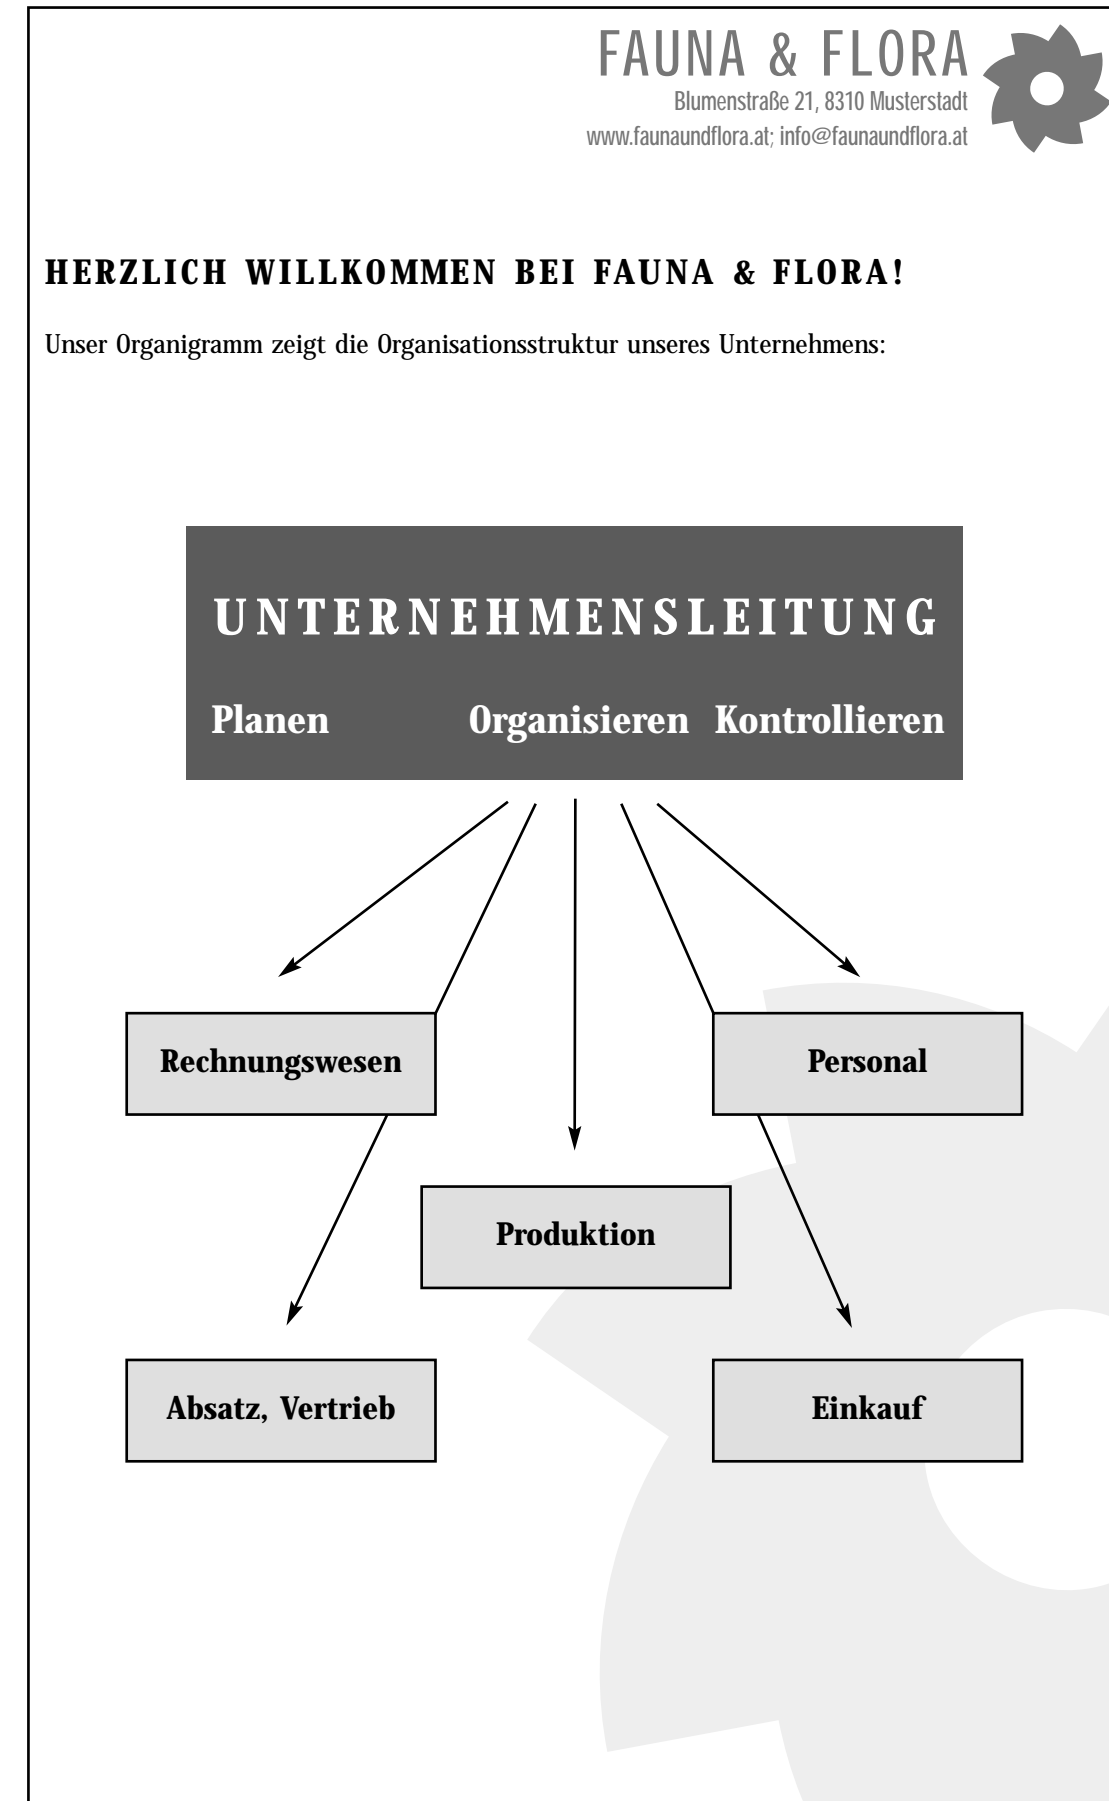 FAUNA & FLORA
Blumenstraße 21, 8310 Musterstadt
www.faunaundflora.at; info@faunaundflora.at
HERZLICH WILLKOMMEN BEI FAUNA & FLORA!
Unser Organigramm zeigt die Organisationsstruktur unseres Unternehmens:
UNTERNEHMENSLEITUNG
Planen Organisieren Kontrollieren
Rechnungswesen
Personal
Produktion
Absatz, Vertrieb
Einkauf